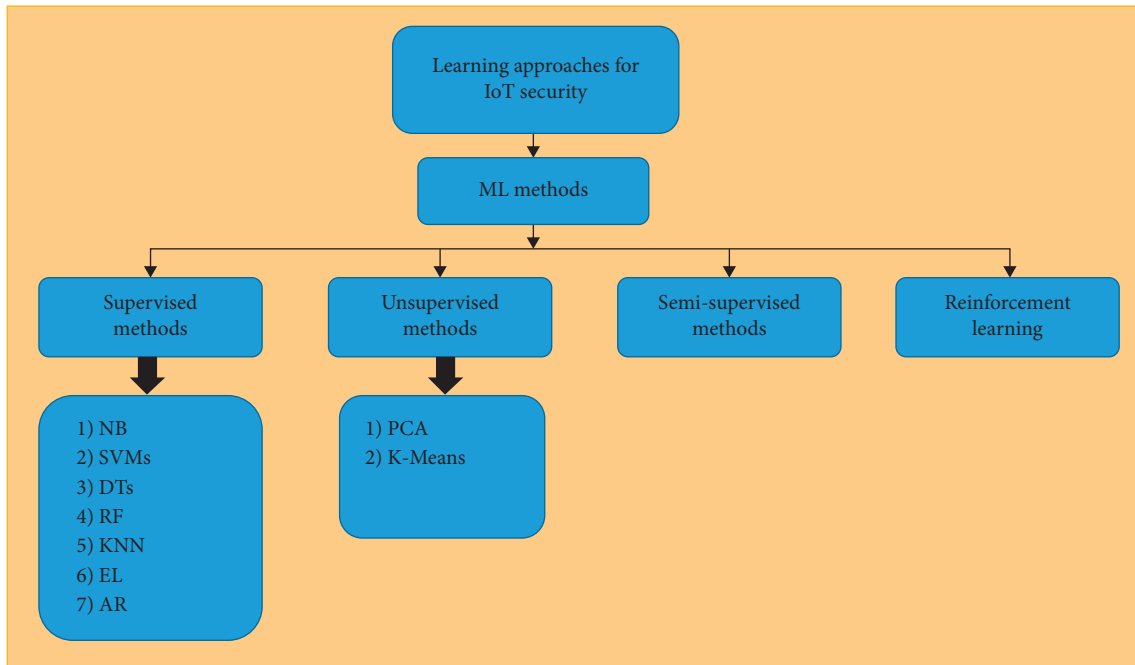 Learning approaches for
IoT security
ML methods
Supervised
methods
Unsupervised
methods
Semi-supervised
methods
Reinforcement
learning
1) NB
2) SVMs
3) DTs
4) RF
5) KNN
6) EL
7) AR
1) PCA
2) K-Means